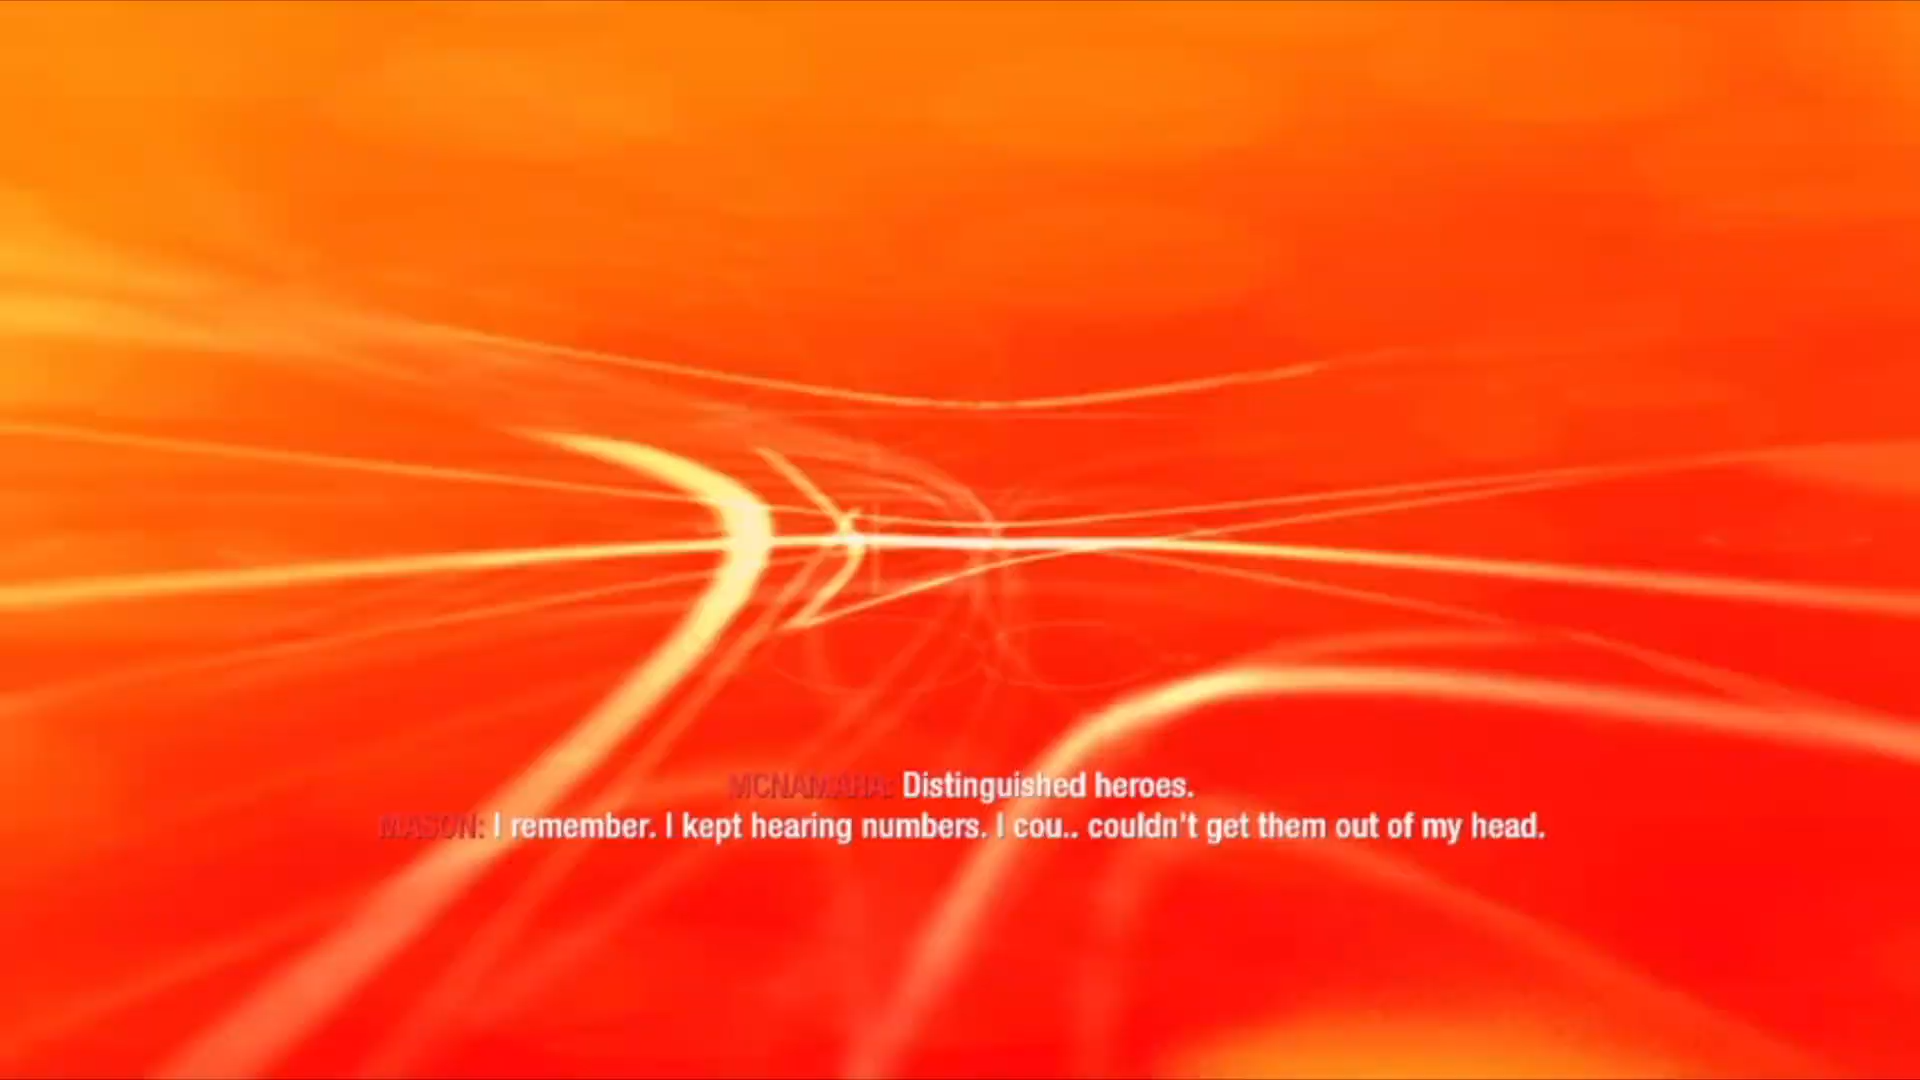 MCNAMARA: Distinguished heroes.
MASON: I remember. I kept hearing numbers. I cou.. couldn't get them out of my head.